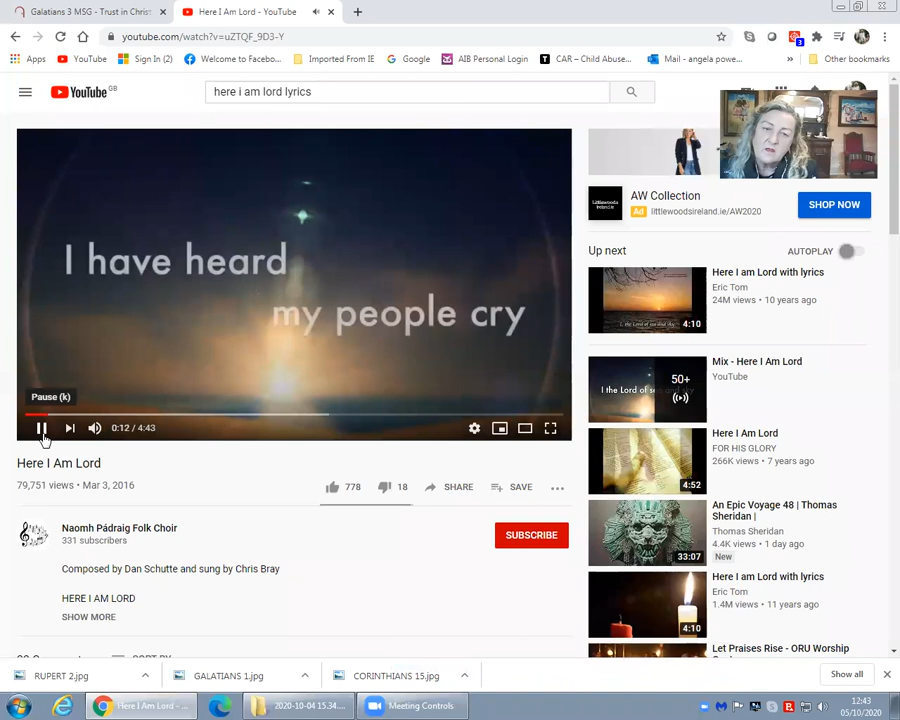 Galatians 3 MSG - Trust in Christ
Here I Am Lord - YouTube
youtube.com/watch?v=uZTQF_9D3-Y
3
Apps YouTube Sign In (2) Welcome to Facebo... Imported From IE Google AIB Personal Login CAR – Child Abuse... Mail - angela powe... » Other bookmarks
YouTube GB
here i am lord lyrics
I have heard
my people cry
Pause (k)
0:12 / 4:43
Here I Am Lord
79,751 views • Mar 3, 2016
778 18 SHARE SAVE ...
Naomh Pádraig Folk Choir
331 subscribers
SUBSCRIBE
Composed by Dan Schutte and sung by Chris Bray
HERE I AM LORD
SHOW MORE
AW Collection
Ad littlewoodsireland.ie/AW2020
SHOP NOW
Up next
AUTOPLAY
Here I am Lord with lyrics
Eric Tom
24M views • 10 years ago
4:10
Mix - Here I Am Lord
YouTube
50+
I the Lord of sea and sky
Here I Am Lord
FOR HIS GLORY
266K views • 7 years ago
4:52
An Epic Voyage 48 | Thomas
Sheridan |
Thomas Sheridan
4.4K views • 1 day ago
New
33:07
Here I am Lord with lyrics
Eric Tom
1.4M views • 11 years ago
4:10
Let Praises Rise - ORU Worship
RUPERT 2.jpg
GALATIANS 1.jpg
CORINTHIANS 15.jpg
Show all
Here I Am Lord - ...
2020-10-04 15.34....
Meeting Controls
12:43
05/10/2020